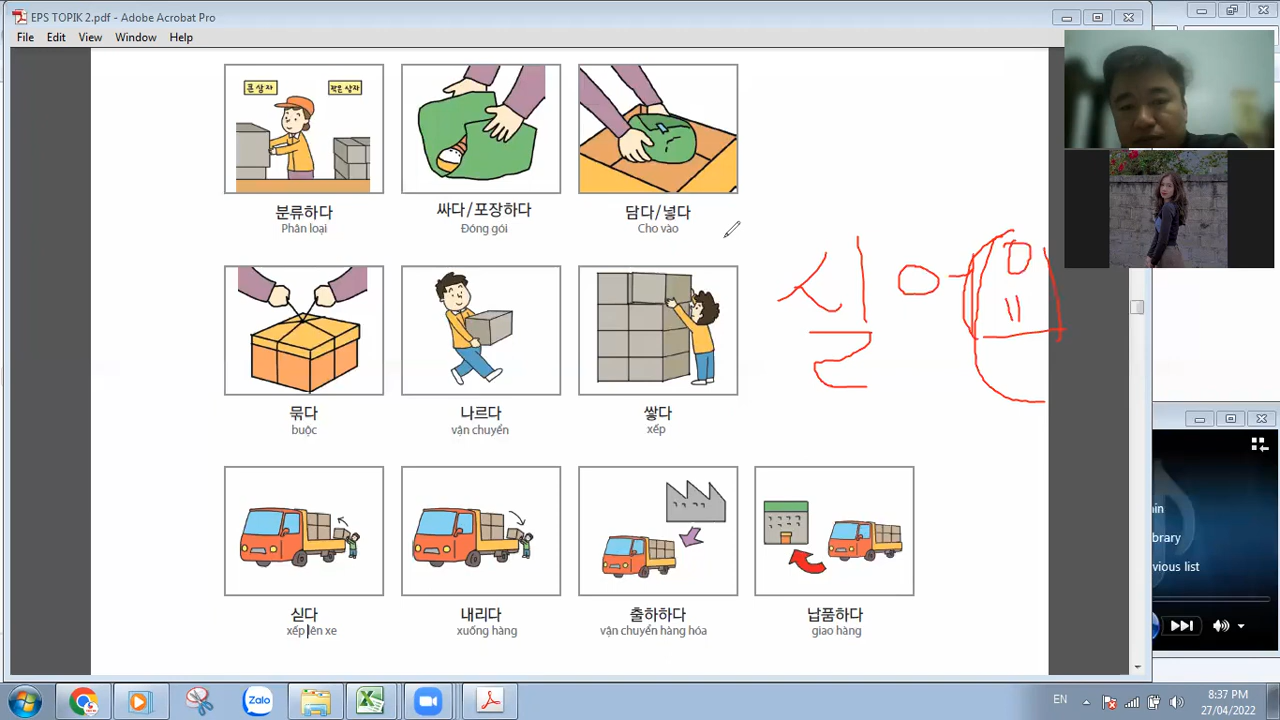 EPS TOPIK 2.pdf - Adobe Acrobat Pro
File Edit View Window Help
큰 상자
작은 상자
분류하다
Phân loại
싸다/포장하다
Đóng gói
담다/넣다
Cho vào
실
묶다
buộc
나르다
vận chuyển
쌓다
xếp
싣다
xếp lên xe
내리다
xuống hàng
출하하다
vận chuyển hàng hóa
납품하다
giao hàng
vious list
Zalo
EN
8:37 PM
27/04/2022